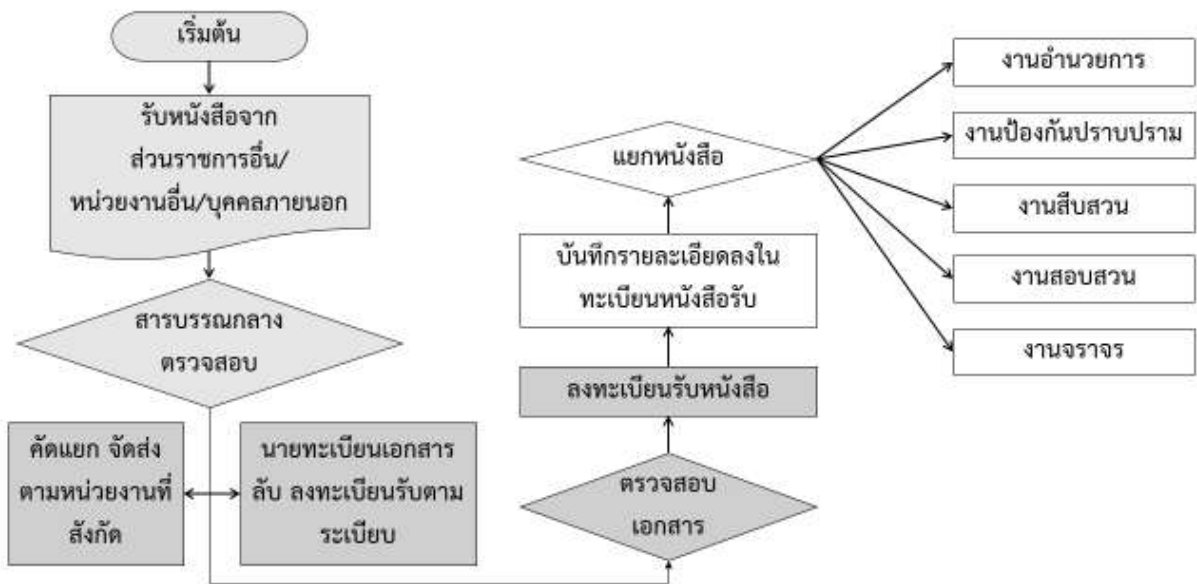 เริ่มต้น
รับหนังสือจาก
ส่วนราชการอื่น/
หน่วยงานอื่น/บุคคลภายนอก
สารบรรณกลาง
ตรวจสอบ
คัดแยก จัดส่ง
ตามหน่วยงานที่
สังกัด
นายทะเบียนเอกสาร
ลับ ลงทะเบียนรับตาม
ระเบียบ
ตรวจสอบ
เอกสาร
ลงทะเบียนรับหนังสือ
บันทึกรายละเอียดลงใน
ทะเบียนหนังสือรับ
แยกหนังสือ
งานอำนวยการ
งานป้องกันปราบปราม
งานสืบสวน
งานสอบสวน
งานจราจร